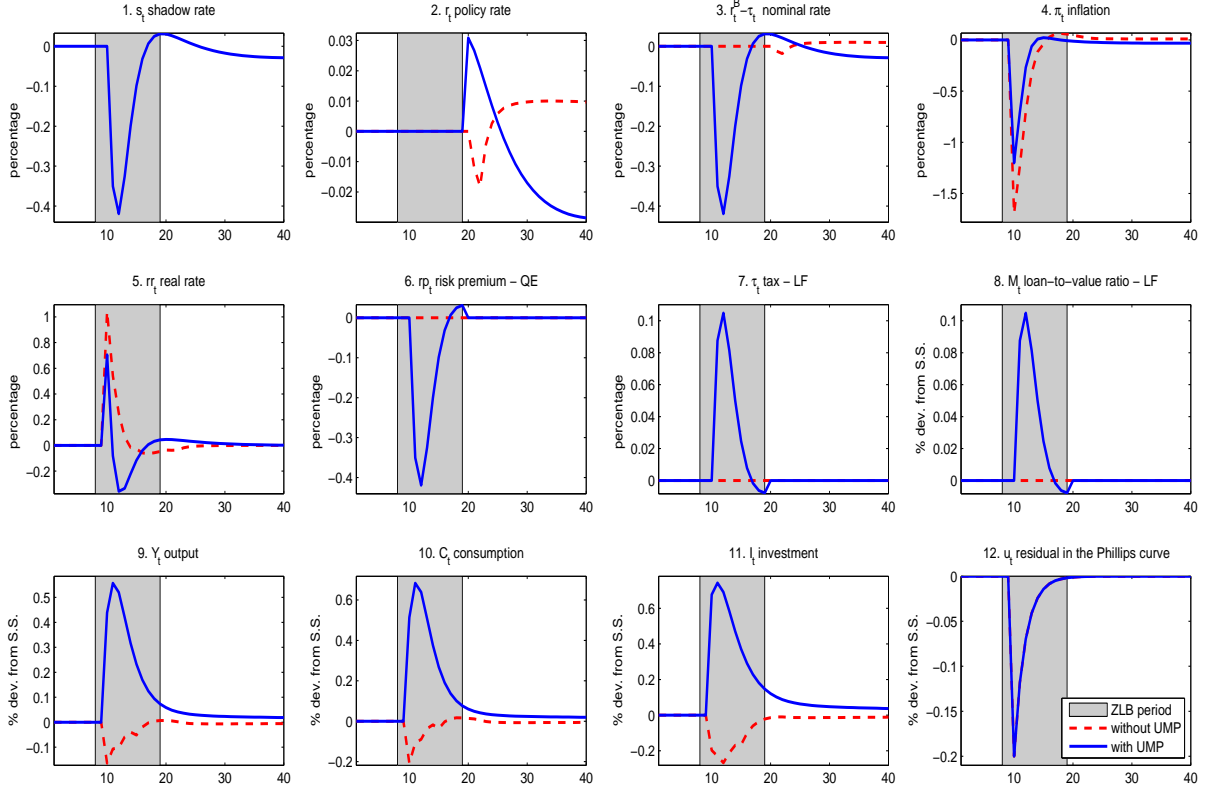 1. s_t shadow rate
percentage
0
−0.1
−0.2
−0.3
−0.4
10 20 30 40
2. r_t policy rate
percentage
0.03
0.02
0.01
0
−0.01
−0.02
10 20 30 40
3. r_t^B−τ_t nominal rate
percentage
0
−0.1
−0.2
−0.3
−0.4
10 20 30 40
4. π_t inflation
percentage
0
−0.5
−1
−1.5
10 20 30 40
5. rr_t real rate
percentage
1
0.8
0.6
0.4
0.2
0
−0.2
10 20 30 40
6. rp_t risk premium − QE
percentage
0
−0.1
−0.2
−0.3
−0.4
10 20 30 40
7. τ_t tax − LF
percentage
0.1
0.08
0.06
0.04
0.02
0
10 20 30 40
8. M_t loan−to−value ratio − LF
% dev. from S.S.
0.1
0.08
0.06
0.04
0.02
0
10 20 30 40
9. Y_t output
% dev. from S.S.
0.5
0.4
0.3
0.2
0.1
0
−0.1
10 20 30 40
10. C_t consumption
% dev. from S.S.
0.6
0.4
0.2
0
−0.2
10 20 30 40
11. I_t investment
% dev. from S.S.
0.6
0.4
0.2
0
−0.2
10 20 30 40
12. u_t residual in the Phillips curve
% dev. from S.S.
0
−0.05
−0.1
−0.15
−0.2
10 20 30 40
ZLB period
without UMP
with UMP